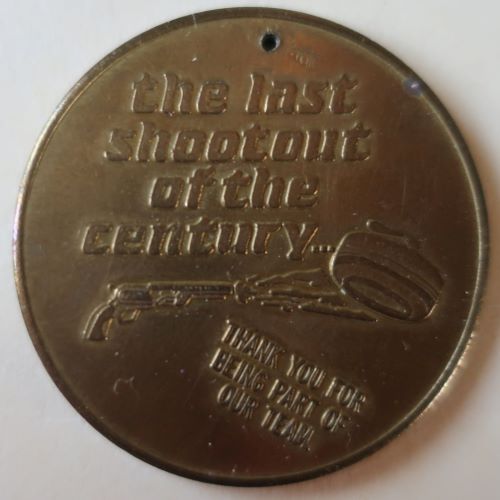 the last
shootout
of the
century...
THANK YOU FOR
BEING PART OF
OUR TEAM.